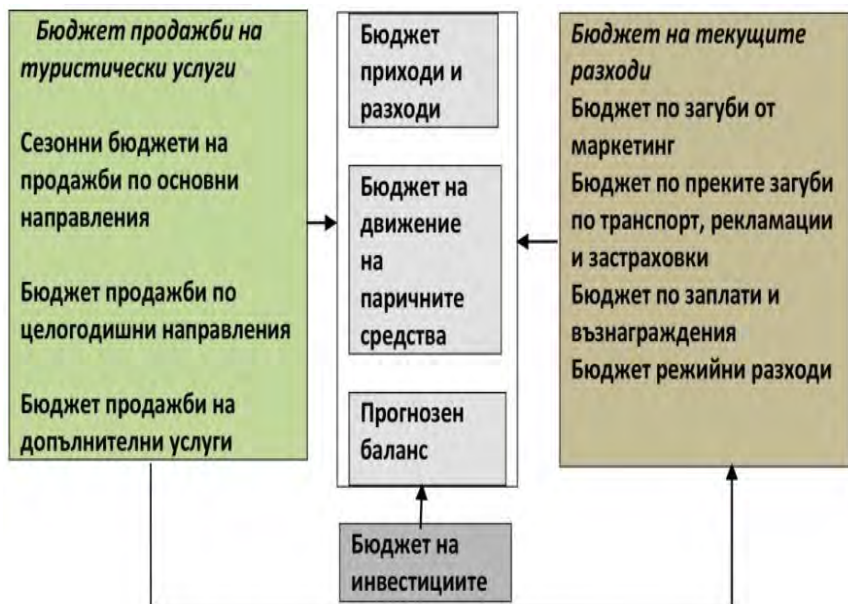 Бюджет продажби на
туристически услуги
Сезонни бюджети на
продажби по основни
направления
Бюджет продажби по
целогодишни направления
Бюджет продажби на
допълнителни услуги
Бюджет
приходи и
разходи
Бюджет на
движение
на
паричните
средства
Прогнозен
баланс
Бюджет на
инвестициите
Бюджет на текущите
разходи
Бюджет по загуби от
маркетинг
Бюджет по преките загуби
по транспорт, рекламации
и застраховки
Бюджет по заплати и
възнаграждения
Бюджет режийни разходи